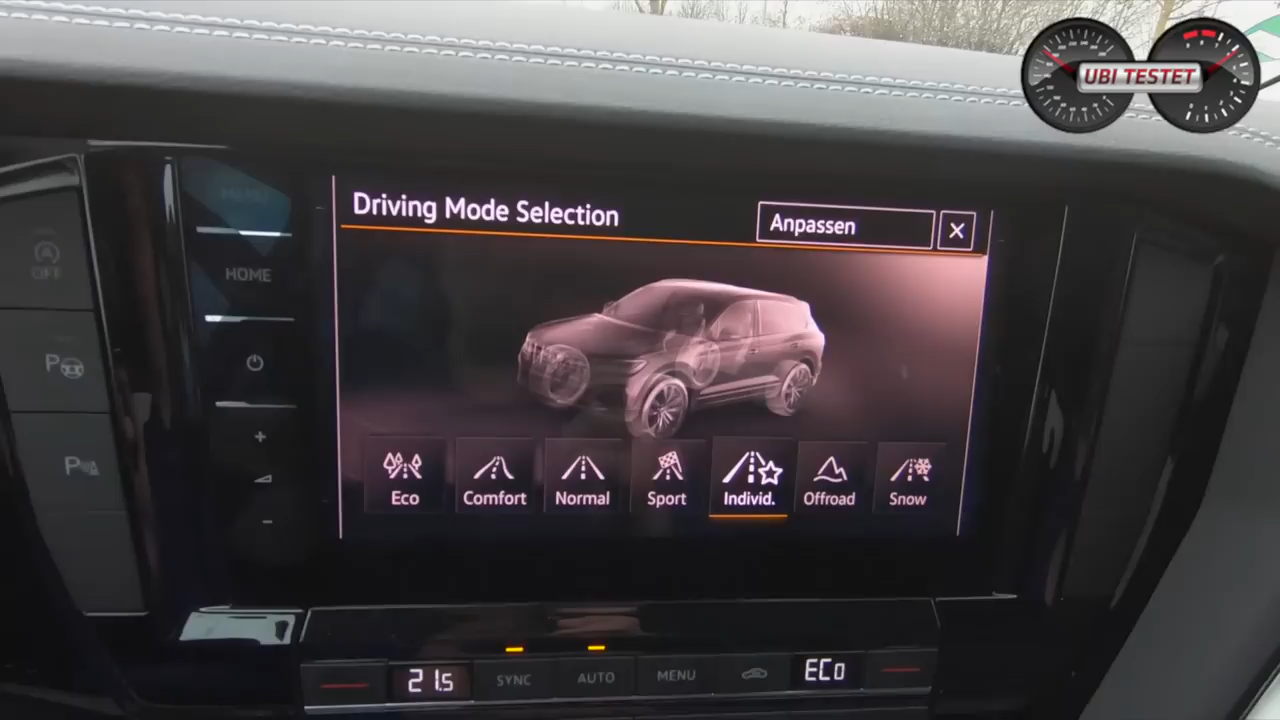 UBI TESTET
Driving Mode Selection
Anpassen
HOME
OFF
P
P
Eco
Comfort
Normal
Sport
Individ.
Offroad
Snow
21.5
SYNC
AUTO
MENU
ECO